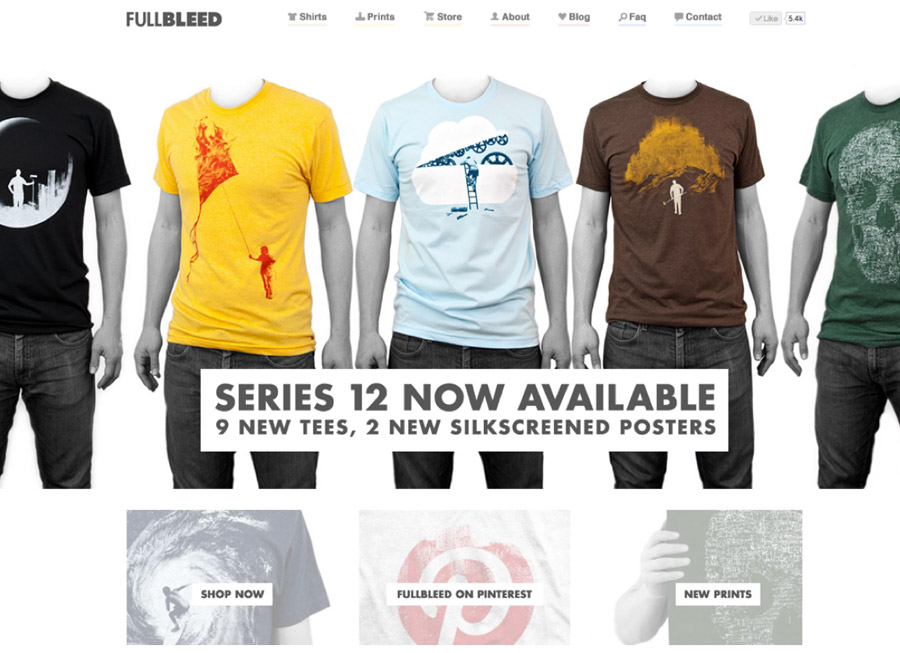 FULLBLEED
Shirts Prints Store About Blog Faq Contact Like 5.4k
SERIES 12 NOW AVAILABLE
9 NEW TEES, 2 NEW SILKSCREENED POSTERS
SHOP NOW FULLBLEED ON PINTEREST NEW PRINTS